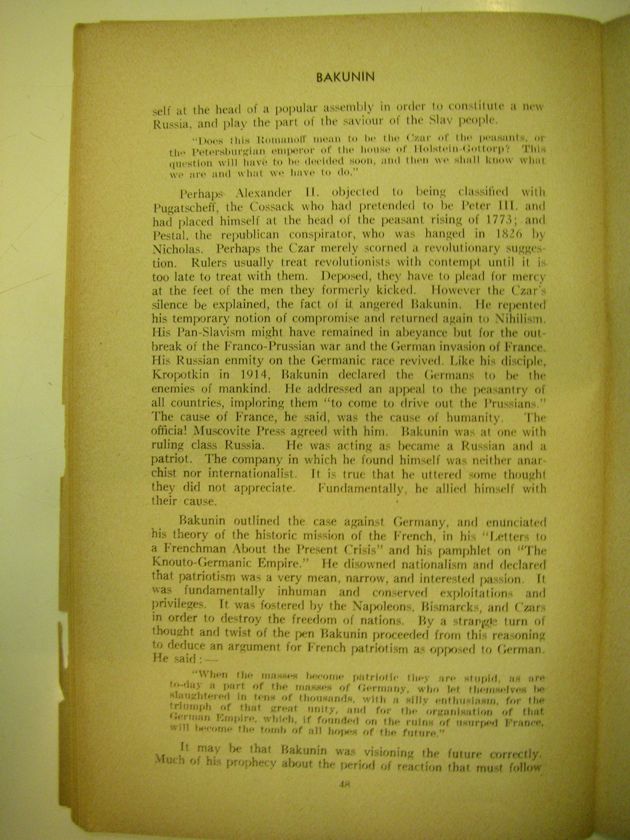 BAKUNIN
self at the head of a popular assembly in order to constitute a new
Russia, and play the part of the saviour of the Slav people.
"Does this Romanoff mean to be the Czar of the peasants, or
the Petersburgian emperor of the house of Holstein-Gottorp? This
question will have to be decided soon, and then we shall know what
we are and what we have to do."
Perhaps Alexander II. objected to being classified with
Pugatscheff, the Cossack who had pretended to be Peter III. and
had placed himself at the head of the peasant rising of 1773; and
Pestal, the republican conspirator, who was hanged in 1826 by
Nicholas. Perhaps the Czar merely scorned a revolutionary sugges-
tion. Rulers usually treat revolutionists with contempt until it is
too late to treat with them. Deposed, they have to plead for mercy
at the feet of the men they formerly kicked. However the Czar's
silence be explained, the fact of it angered Bakunin. He repented
his temporary notion of compromise and returned again to Nihilism.
His Pan-Slavism might have remained in abeyance but for the out-
break of the Franco-Prussian war and the German invasion of France.
His Russian enmity on the Germanic race revived. Like his disciple,
Kropotkin in 1914, Bakunin declared the Germans to be the
enemies of mankind. He addressed an appeal to the peasantry of
all countries, imploring them "to come to drive out the Prussians."
The cause of France, he said, was the cause of humanity. The
official Muscovite Press agreed with him. Bakunin was at one with
ruling class Russia. He was acting as became a Russian and a
patriot. The company in which he found himself was neither anar-
chist nor internationalist. It is true that he uttered some thought
they did not appreciate. Fundamentally, he allied himself with
their cause.
Bakunin outlined the case against Germany, and enunciated
his theory of the historic mission of the French, in his "Letters to
a Frenchman About the Present Crisis" and his pamphlet on "The
Knouto-Germanic Empire." He disowned nationalism and declared
that patriotism was a very mean, narrow, and interested passion. It
was fundamentally inhuman and conserved exploitations and
privileges. It was fostered by the Napoleons, Bismarcks, and Czars
in order to destroy the freedom of nations. By a strange turn of
thought and twist of the pen Bakunin proceeded from this reasoning
to deduce an argument for French patriotism as opposed to German.
He said:—
"When the masses become patriotic they are stupid, as are
to-day a part of the masses of Germany, who let themselves be
slaughtered in tens of thousands, with a silly enthusiasm, for the
triumph of that great unity, and for the organisation of that
German Empire, which, if founded on the ruins of usurped France,
will become the tomb of all hopes of the future."
It may be that Bakunin was visioning the future correctly.
Much of his prophecy about the period of reaction that must follow
48